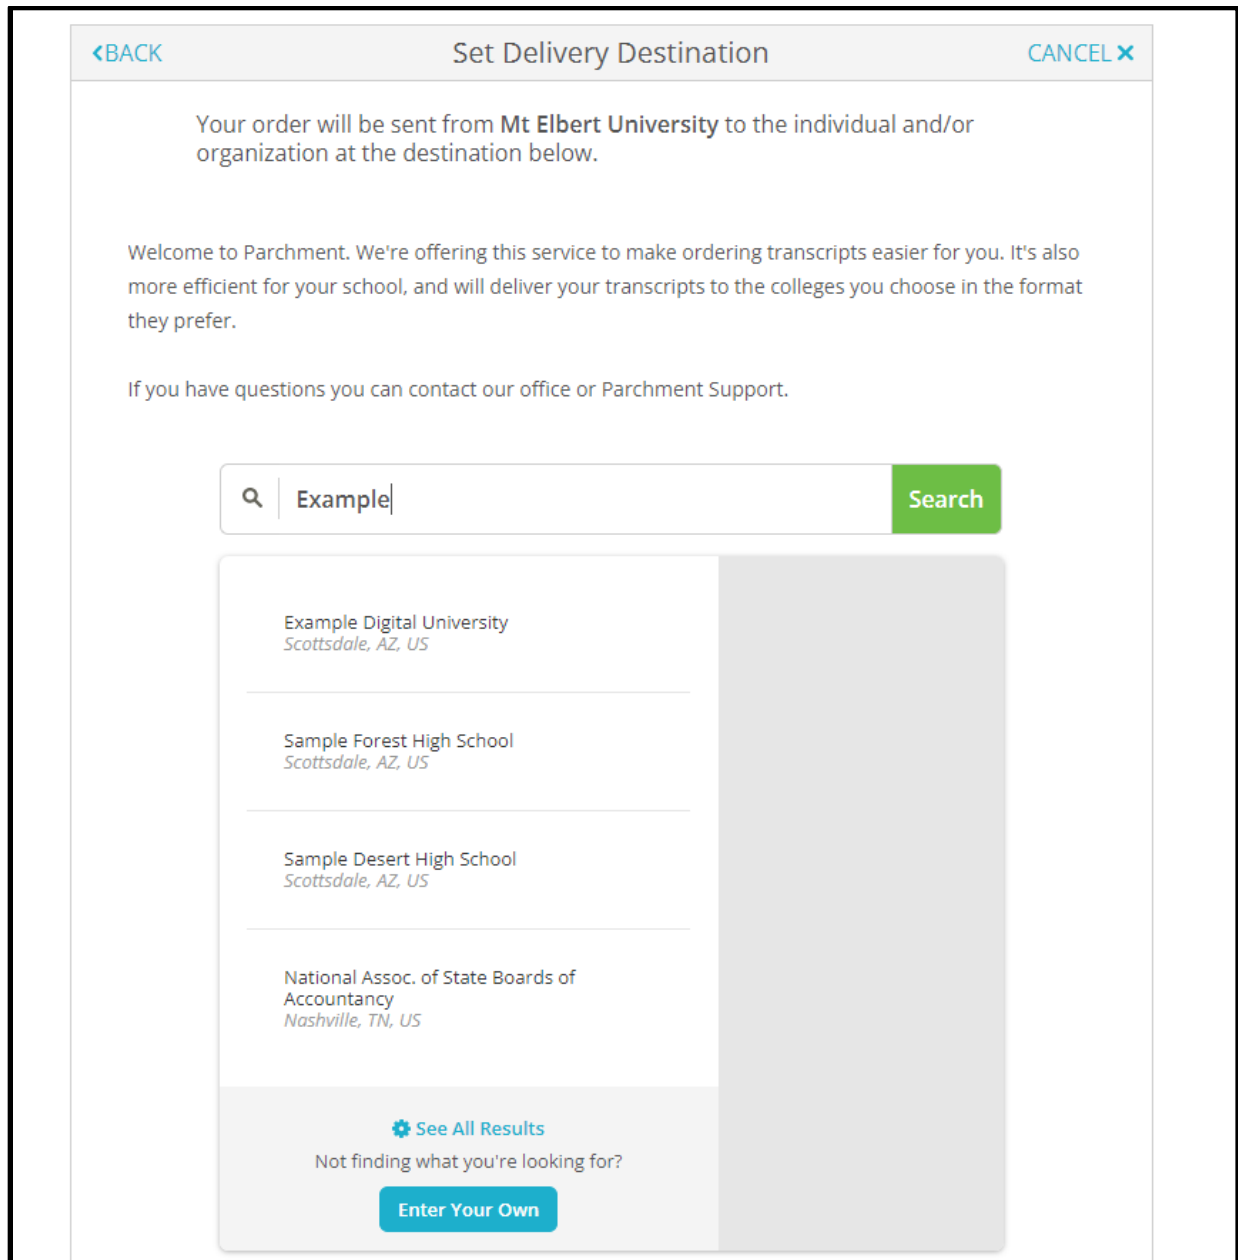 BACK
Set Delivery Destination
CANCEL
Your order will be sent from Mt Elbert University to the individual and/or
organization at the destination below.
Welcome to Parchment. We're offering this service to make ordering transcripts easier for you. It's also
more efficient for your school, and will deliver your transcripts to the colleges you choose in the format
they prefer.
If you have questions you can contact our office or Parchment Support.
Example
Search
Example Digital University
Scottsdale, AZ, US
Sample Forest High School
Scottsdale, AZ, US
Sample Desert High School
Scottsdale, AZ, US
National Assoc. of State Boards of
Accountancy
Nashville, TN, US
See All Results
Not finding what you're looking for?
Enter Your Own